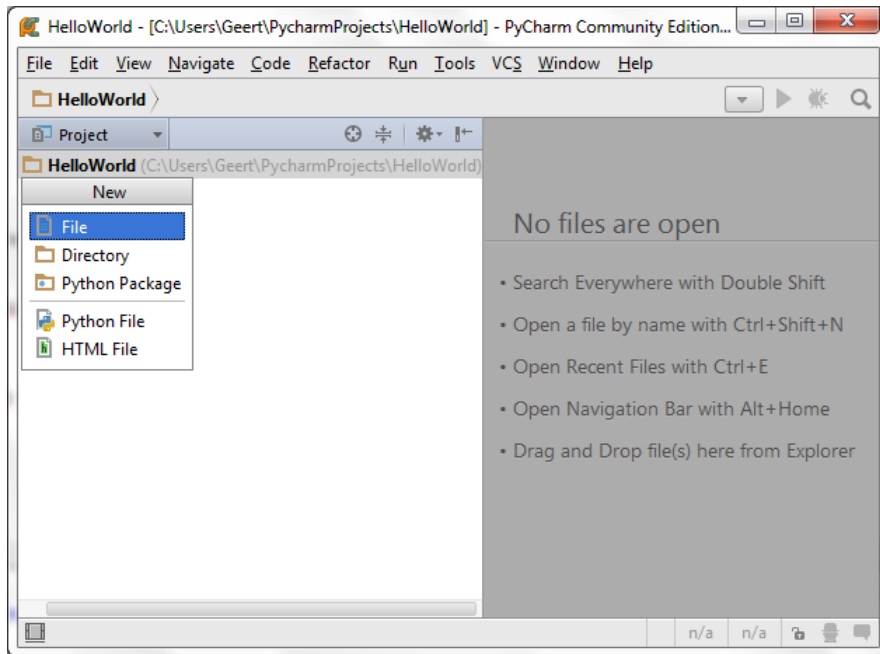 HelloWorld - [C:\Users\Geert\PycharmProjects\HelloWorld] - PyCharm Community Edition...
File Edit View Navigate Code Refactor Run Tools VCS Window Help
HelloWorld
Project
HelloWorld (C:\Users\Geert\PycharmProjects\HelloWorld)
New
File
Directory
Python Package
Python File
HTML File
No files are open
• Search Everywhere with Double Shift
• Open a file by name with Ctrl+Shift+N
• Open Recent Files with Ctrl+E
• Open Navigation Bar with Alt+Home
• Drag and Drop file(s) here from Explorer
n/a n/a